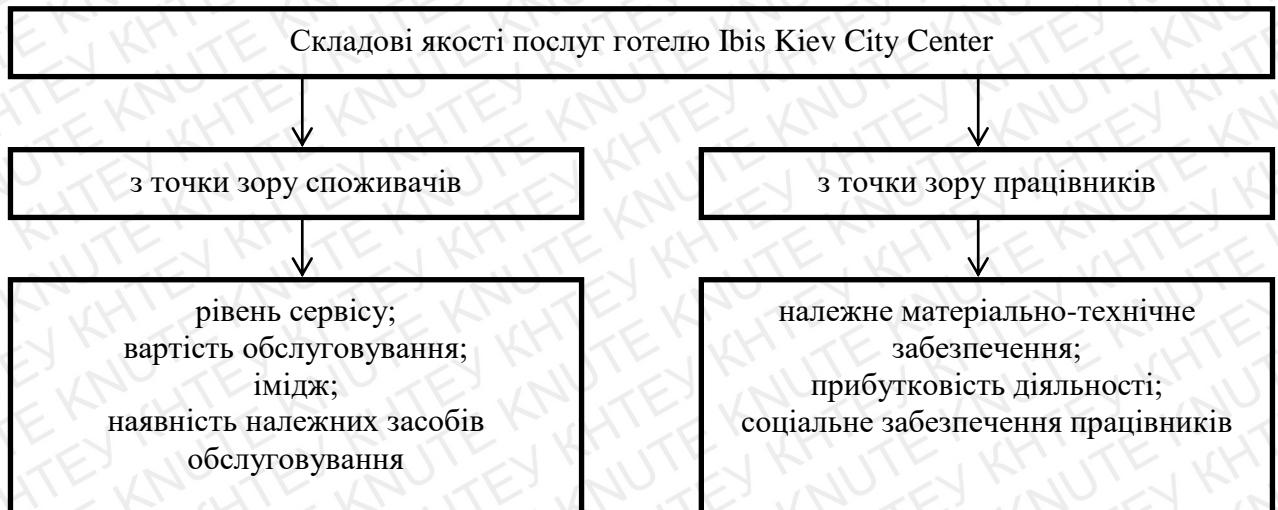 Складові якості послуг готелю Ibis Kiev City Center
з точки зору споживачів
з точки зору працівників
рівень сервісу;
вартість обслуговування;
імідж;
наявність належних засобів
обслуговування
належне матеріально-технічне
забезпечення;
прибутковість діяльності;
соціальне забезпечення працівників